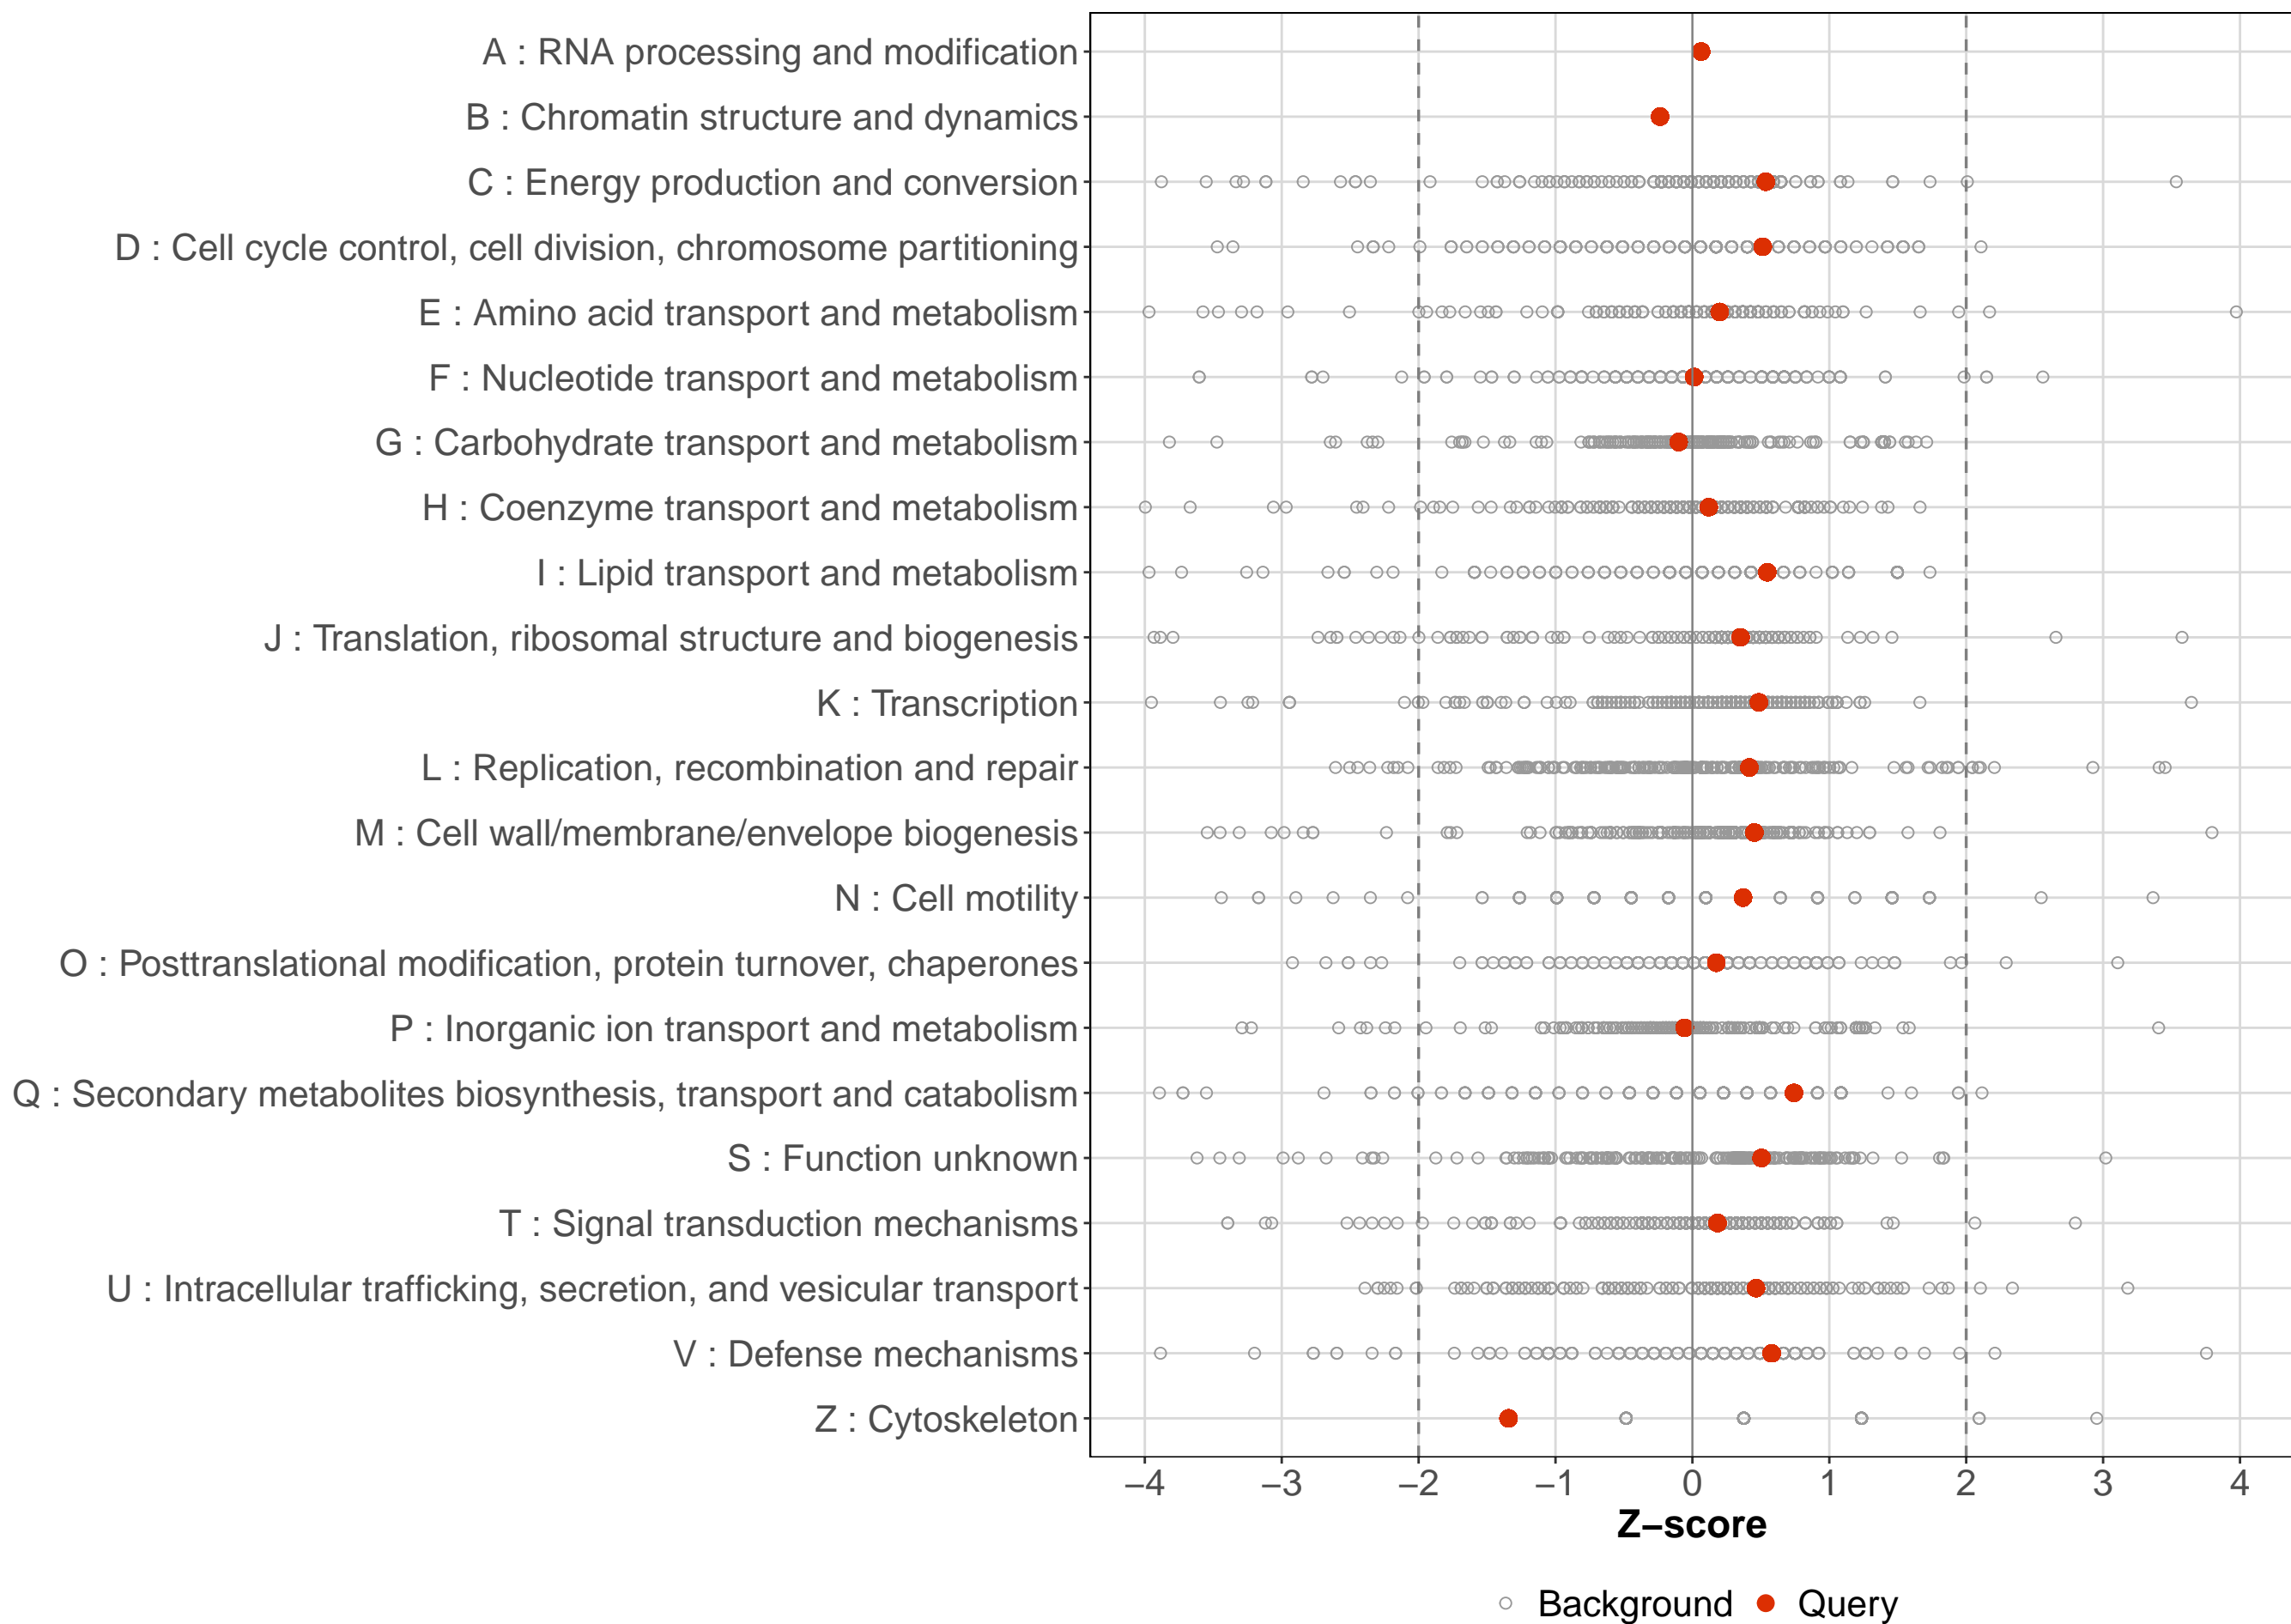 A : RNA processing and modification
B : Chromatin structure and dynamics
C : Energy production and conversion
D : Cell cycle control, cell division, chromosome partitioning
E : Amino acid transport and metabolism
F : Nucleotide transport and metabolism
G : Carbohydrate transport and metabolism
H : Coenzyme transport and metabolism
I : Lipid transport and metabolism
J : Translation, ribosomal structure and biogenesis
K : Transcription
L : Replication, recombination and repair
M : Cell wall/membrane/envelope biogenesis
N : Cell motility
O : Posttranslational modification, protein turnover, chaperones
P : Inorganic ion transport and metabolism
Q : Secondary metabolites biosynthesis, transport and catabolism
S : Function unknown
T : Signal transduction mechanisms
U : Intracellular trafficking, secretion, and vesicular transport
V : Defense mechanisms
Z : Cytoskeleton
−4 −3 −2 −1 0 1 2 3 4
Z−score
Background Query